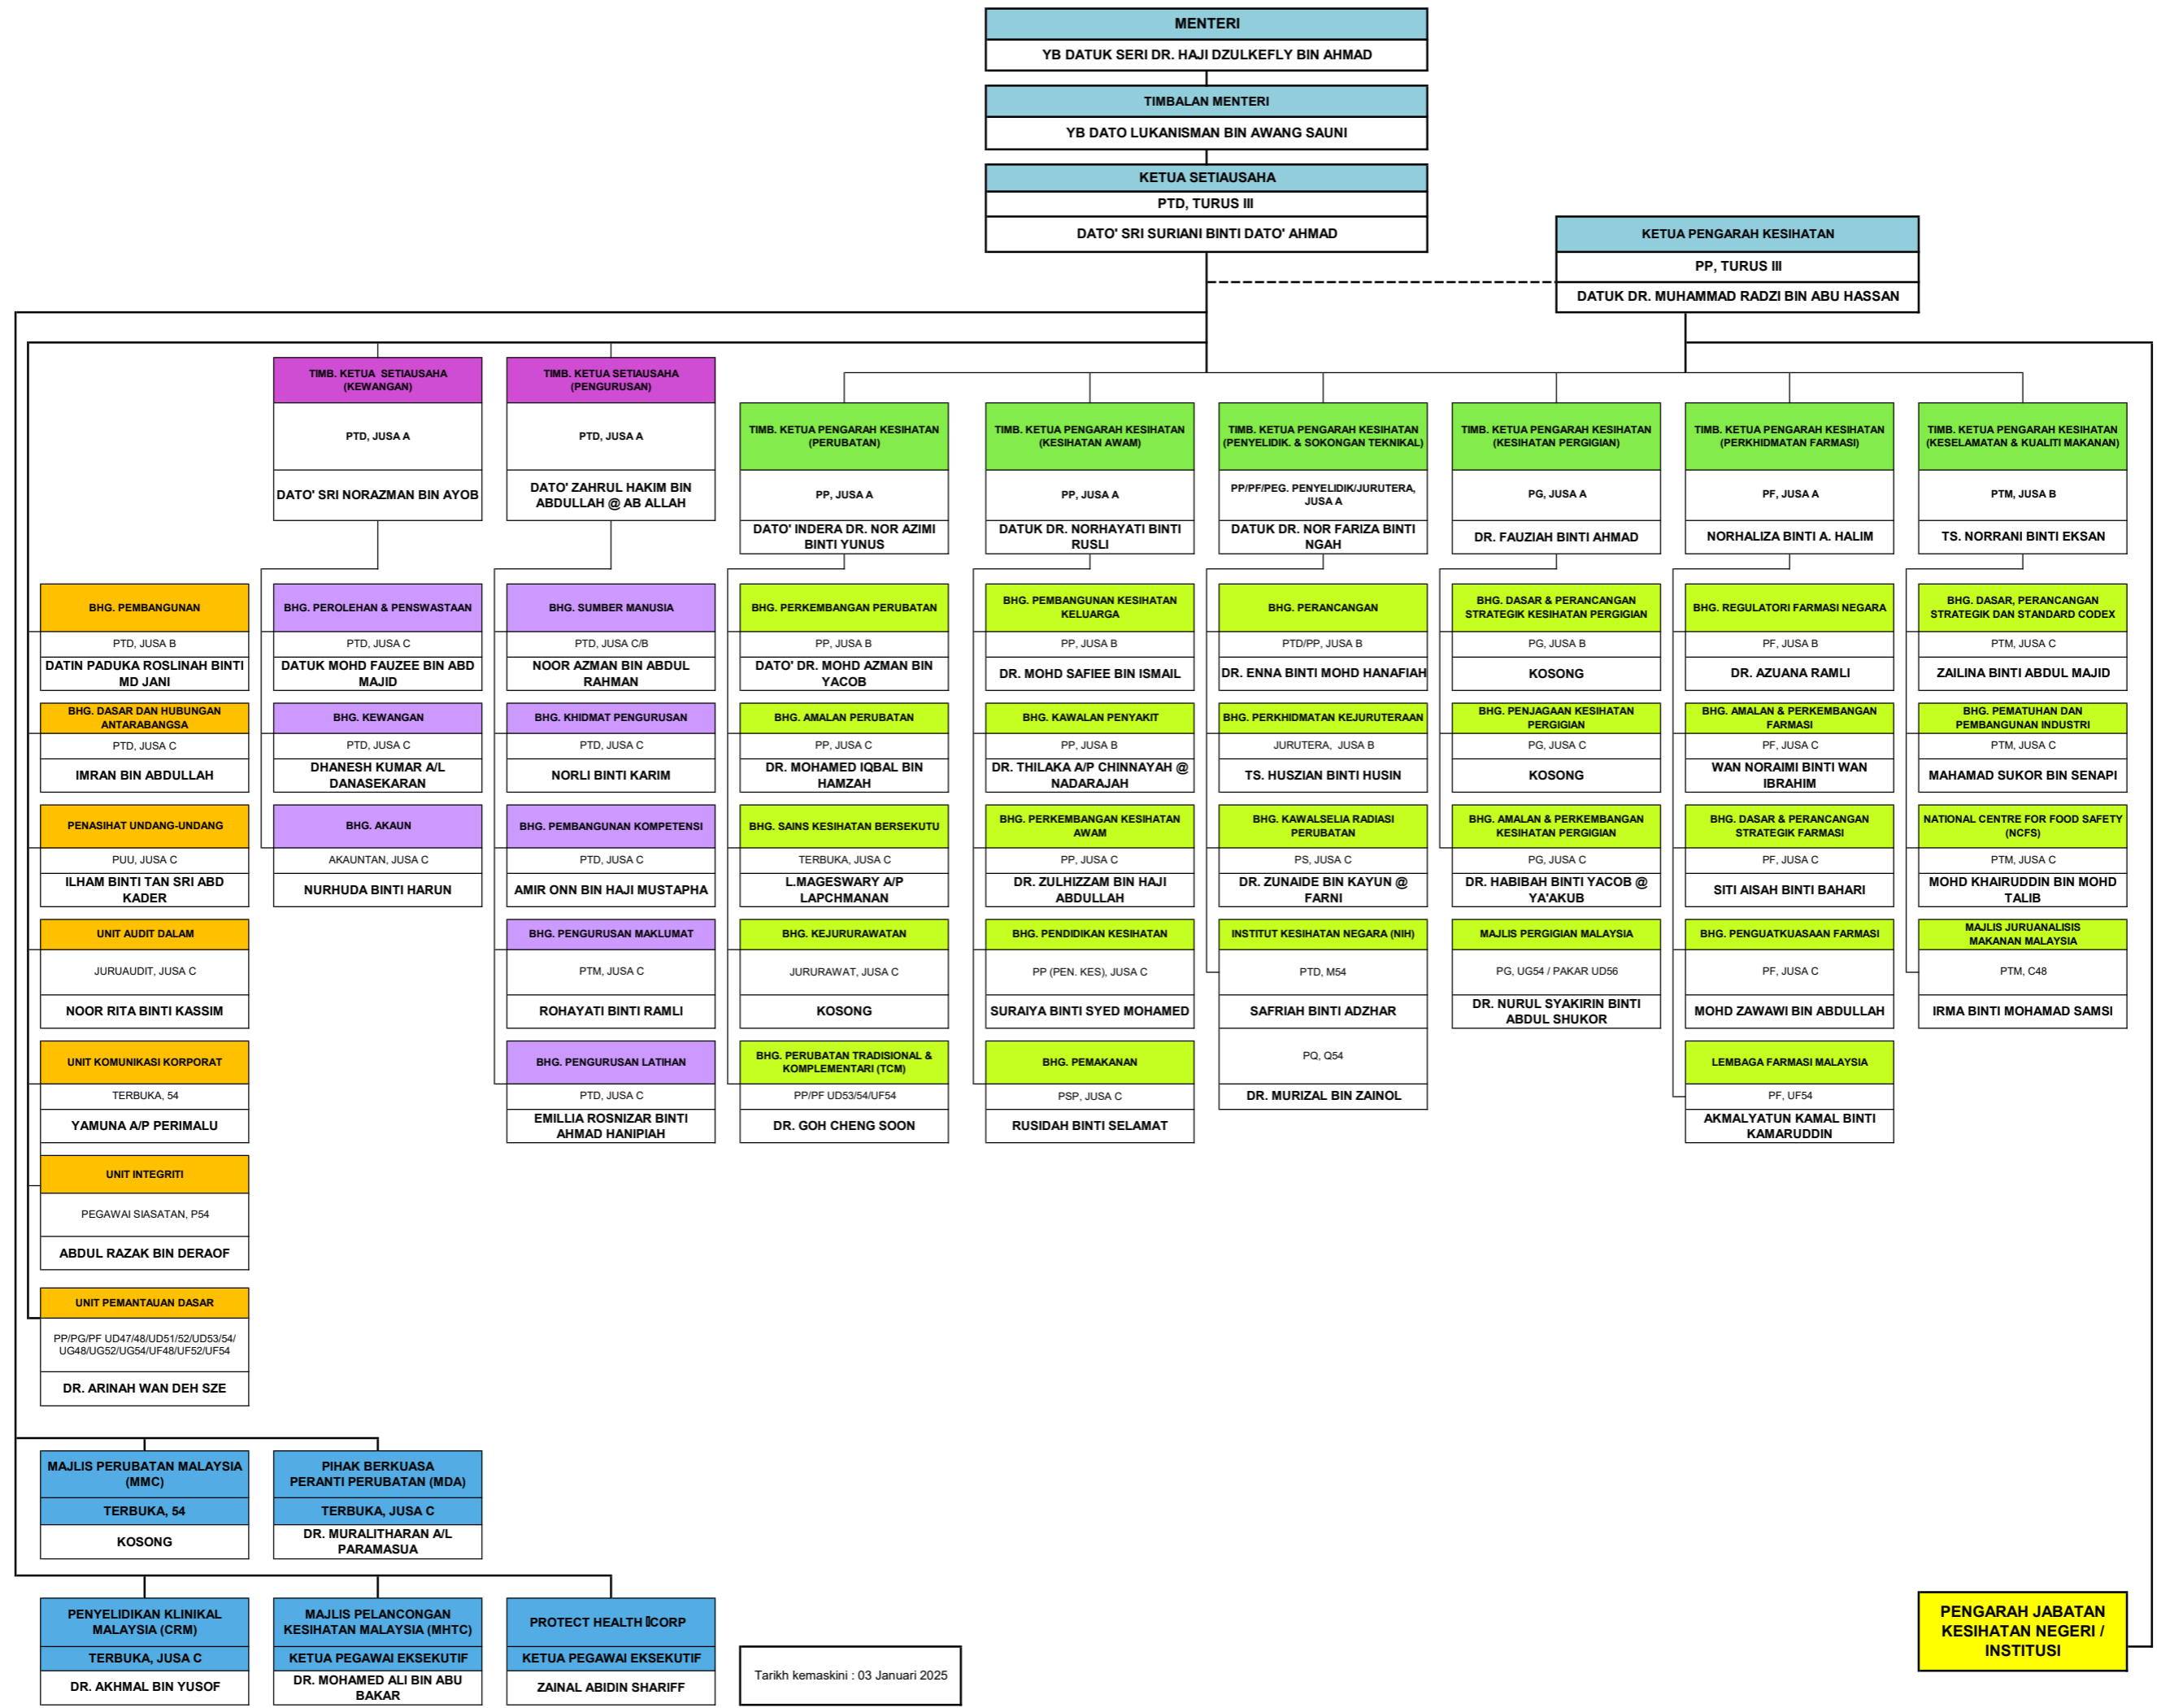 MENTERI
YB DATUK SERI DR. HAJI DZULKEFLY BIN AHMAD
TIMBALAN MENTERI
YB DATO LUKANISMAN BIN AWANG SAUNI
KETUA SETIAUSAHA
PTD, TURUS III
DATO' SRI SURIANI BINTI DATO' AHMAD
KETUA PENGARAH KESIHATAN
PP, TURUS III
DATUK DR. MUHAMMAD RADZI BIN ABU HASSAN
TIMB. KETUA SETIAUSAHA
(KEWANGAN)
PTD, JUSA A
DATO' SRI NORAZMAN BIN AYOB
TIMB. KETUA SETIAUSAHA
(PENGURUSAN)
PTD, JUSA A
DATO' ZAHRUL HAKIM BIN
ABDULLAH @ AB ALLAH
TIMB. KETUA PENGARAH KESIHATAN
(PERUBATAN)
PP, JUSA A
DATO' INDERA DR. NOR AZIMI
BINTI YUNUS
TIMB. KETUA PENGARAH KESIHATAN
(KESIHATAN AWAM)
PP, JUSA A
DATUK DR. NORHAYATI BINTI
RUSLI
TIMB. KETUA PENGARAH KESIHATAN
(PENYELIDIK. & SOKONGAN TEKNIKAL)
PP/PF/PEG. PENYELIDIK/JURUTERA,
JUSA A
DATUK DR. NOR FARIZA BINTI
NGAH
TIMB. KETUA PENGARAH KESIHATAN
(KESIHATAN PERGIGIAN)
PG, JUSA A
DR. FAUZIAH BINTI AHMAD
TIMB. KETUA PENGARAH KESIHATAN
(PERKHIDMATAN FARMASI)
PF, JUSA A
NORHALIZA BINTI A. HALIM
TIMB. KETUA PENGARAH KESIHATAN
(KESELAMATAN & KUALITI MAKANAN)
PTM, JUSA B
TS. NORRANI BINTI EKSAN
BHG. PEMBANGUNAN
PTD, JUSA B
DATIN PADUKA ROSLINAH BINTI
MD JANI
BHG. DASAR DAN HUBUNGAN
ANTARABANGSA
PTD, JUSA C
IMRAN BIN ABDULLAH
PENASIHAT UNDANG-UNDANG
PUU, JUSA C
ILHAM BINTI TAN SRI ABD
KADER
UNIT AUDIT DALAM
JURUAUDIT, JUSA C
NOOR RITA BINTI KASSIM
UNIT KOMUNIKASI KORPORAT
TERBUKA, 54
YAMUNA A/P PERIMALU
UNIT INTEGRITI
PEGAWAI SIASATAN, P54
ABDUL RAZAK BIN DERAOF
UNIT PEMANTAUAN DASAR
PP/PG/PF UD47/48/UD51/52/UD53/54/
UG48/UG52/UG54/UF48/UF52/UF54
DR. ARINAH WAN DEH SZE
BHG. PEROLEHAN & PENSWASTAAN
PTD, JUSA C
DATUK MOHD FAUZEE BIN ABD
MAJID
BHG. KEWANGAN
PTD, JUSA C
DHANESH KUMAR A/L
DANASEKARAN
BHG. AKAUN
AKAUNTAN, JUSA C
NURHUDA BINTI HARUN
BHG. SUMBER MANUSIA
PTD, JUSA C/B
NOOR AZMAN BIN ABDUL
RAHMAN
BHG. KHIDMAT PENGURUSAN
PTD, JUSA C
NORLI BINTI KARIM
BHG. PEMBANGUNAN KOMPETENSI
PTD, JUSA C
AMIR ONN BIN HAJI MUSTAPHA
BHG. PENGURUSAN MAKLUMAT
PTM, JUSA C
ROHAYATI BINTI RAMLI
BHG. PENGURUSAN LATIHAN
PTD, JUSA C
EMILLIA ROSNIZAR BINTI
AHMAD HANIPIAH
BHG. PERKEMBANGAN PERUBATAN
PP, JUSA B
DATO' DR. MOHD AZMAN BIN
YACOB
BHG. AMALAN PERUBATAN
PP, JUSA C
DR. MOHAMED IQBAL BIN
HAMZAH
BHG. SAINS KESIHATAN BERSEKUTU
TERBUKA, JUSA C
L.MAGESWARY A/P
LAPCHMANAN
BHG. KEJURURAWATAN
JURURAWAT, JUSA C
KOSONG
BHG. PERUBATAN TRADISIONAL &
KOMPLEMENTARI (TCM)
PP/PF UD53/54/UF54
DR. GOH CHENG SOON
BHG. PEMBANGUNAN KESIHATAN
KELUARGA
PP, JUSA B
DR. MOHD SAFIEE BIN ISMAIL
BHG. KAWALAN PENYAKIT
PP, JUSA B
DR. THILAKA A/P CHINNAYAH @
NADARAJAH
BHG. PERKEMBANGAN KESIHATAN
AWAM
PP, JUSA C
DR. ZULHIZZAM BIN HAJI
ABDULLAH
BHG. PENDIDIKAN KESIHATAN
PP (PEN. KES), JUSA C
SURAIYA BINTI SYED MOHAMED
BHG. PEMAKANAN
PSP, JUSA C
RUSIDAH BINTI SELAMAT
BHG. PERANCANGAN
PTD/PP, JUSA B
DR. ENNA BINTI MOHD HANAFIAH
BHG. PERKHIDMATAN KEJURUTERAAN
JURUTERA, JUSA B
TS. HUSZIAN BINTI HUSIN
BHG. KAWALSELIA RADIASI
PERUBATAN
PS, JUSA C
DR. ZUNAIDE BIN KAYUN @
FARNI
INSTITUT KESIHATAN NEGARA (NIH)
PTD, M54
SAFRIAH BINTI ADZHAR
PQ, Q54
DR. MURIZAL BIN ZAINOL
BHG. DASAR & PERANCANGAN
STRATEGIK KESIHATAN PERGIGIAN
PG, JUSA B
KOSONG
BHG. PENJAGAAN KESIHATAN
PERGIGIAN
PG, JUSA C
KOSONG
BHG. AMALAN & PERKEMBANGAN
KESIHATAN PERGIGIAN
PG, JUSA C
DR. HABIBAH BINTI YACOB @
YA'AKUB
MAJLIS PERGIGIAN MALAYSIA
PG, UG54 / PAKAR UD56
DR. NURUL SYAKIRIN BINTI
ABDUL SHUKOR
BHG. REGULATORI FARMASI NEGARA
PF, JUSA B
DR. AZUANA RAMLI
BHG. AMALAN & PERKEMBANGAN
FARMASI
PF, JUSA C
WAN NORAIMI BINTI WAN
IBRAHIM
BHG. DASAR & PERANCANGAN
STRATEGIK FARMASI
PF, JUSA C
SITI AISAH BINTI BAHARI
BHG. PENGUATKUASAAN FARMASI
PF, JUSA C
MOHD ZAWAWI BIN ABDULLAH
LEMBAGA FARMASI MALAYSIA
PF, UF54
AKMALYATUN KAMAL BINTI
KAMARUDDIN
BHG. DASAR, PERANCANGAN
STRATEGIK DAN STANDARD CODEX
PTM, JUSA C
ZAILINA BINTI ABDUL MAJID
BHG. PEMATUHAN DAN
PEMBANGUNAN INDUSTRI
PTM, JUSA C
MAHAMAD SUKOR BIN SENAPI
NATIONAL CENTRE FOR FOOD SAFETY
(NCFS)
PTM, JUSA C
MOHD KHAIRUDDIN BIN MOHD
TALIB
MAJLIS JURUANALISIS
MAKANAN MALAYSIA
PTM, C48
IRMA BINTI MOHAMAD SAMSI
MAJLIS PERUBATAN MALAYSIA
(MMC)
TERBUKA, 54
KOSONG
PIHAK BERKUASA
PERANTI PERUBATAN (MDA)
TERBUKA, JUSA C
DR. MURALITHARAN A/L
PARAMASUA
PENYELIDIKAN KLINIKAL
MALAYSIA (CRM)
TERBUKA, JUSA C
DR. AKHMAL BIN YUSOF
MAJLIS PELANCONGAN
KESIHATAN MALAYSIA (MHTC)
KETUA PEGAWAI EKSEKUTIF
DR. MOHAMED ALI BIN ABU
BAKAR
PROTECT HEALTH CORP
KETUA PEGAWAI EKSEKUTIF
ZAINAL ABIDIN SHARIFF
Tarikh kemaskini : 03 Januari 2025
PENGARAH JABATAN
KESIHATAN NEGERI /
INSTITUSI